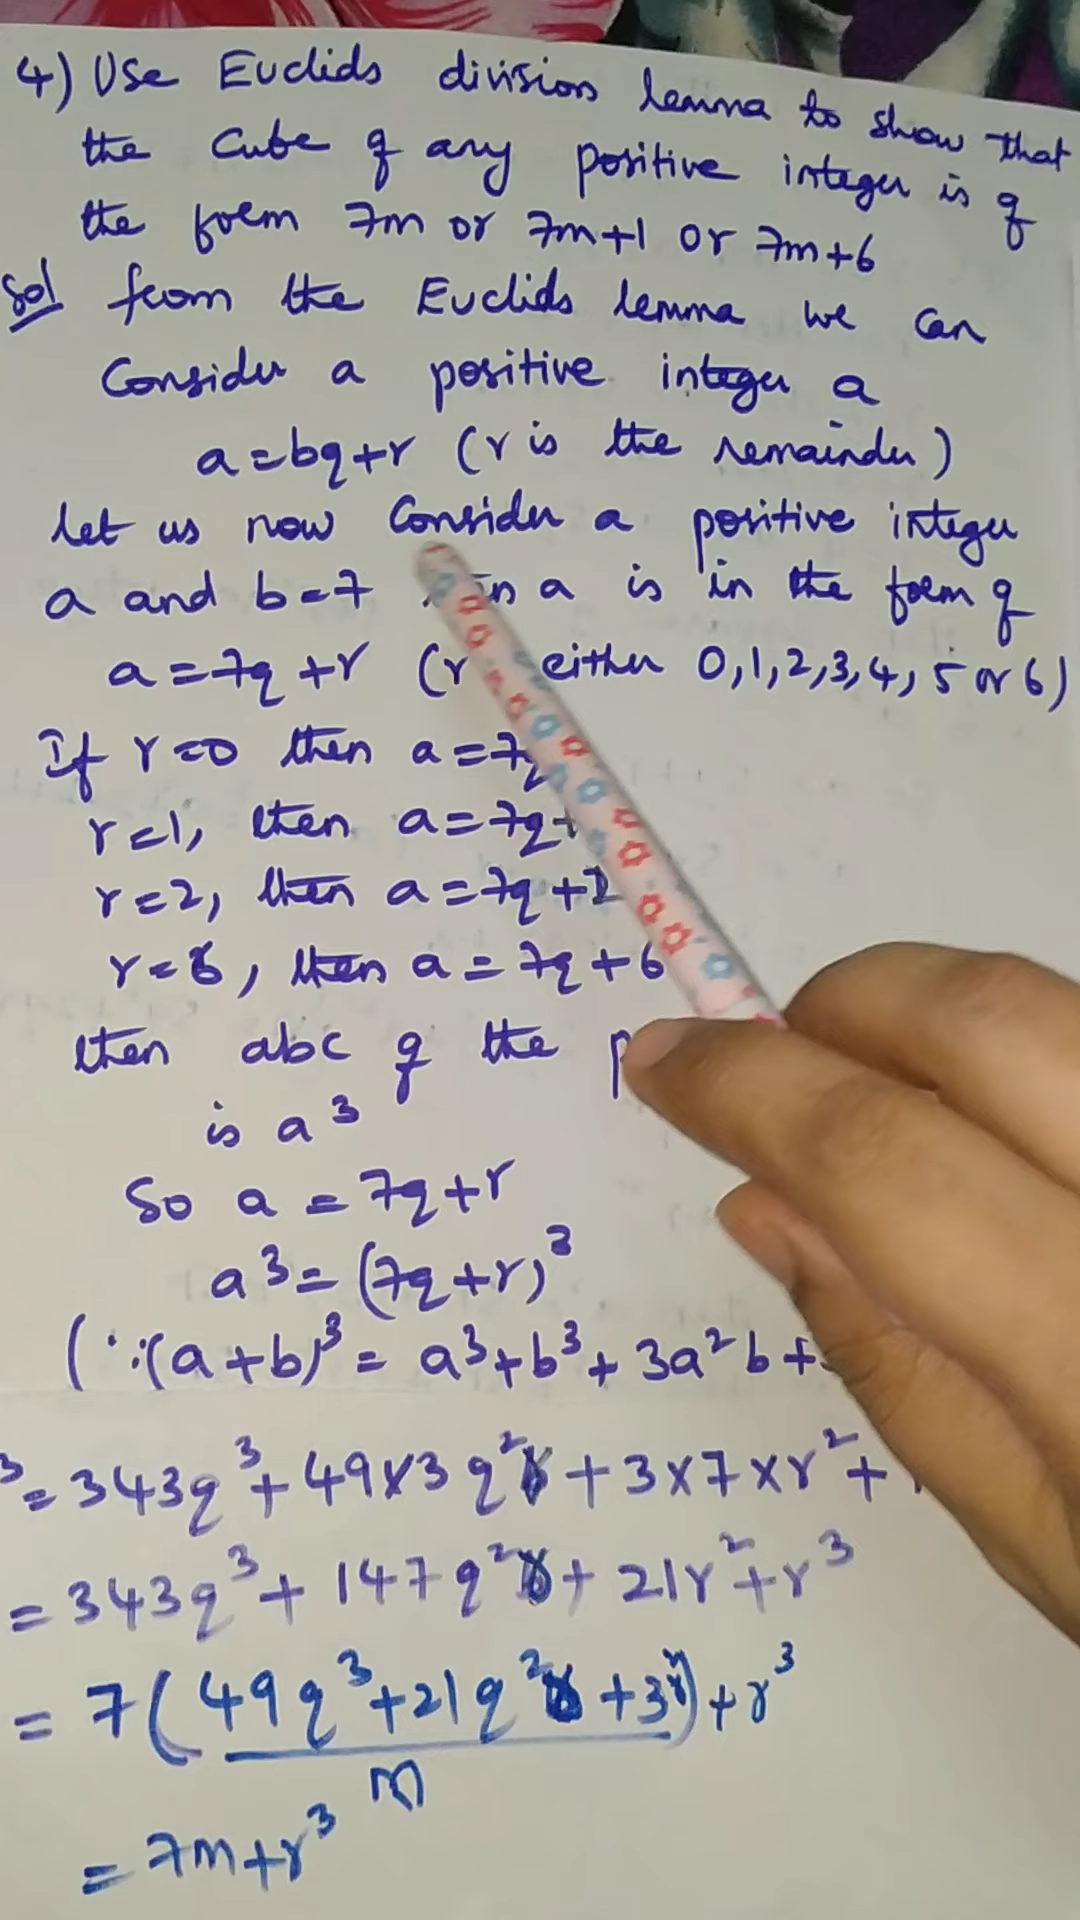 4) Use Euclids division lemma to show that
the cube of any positive integer is of
the form 7m or 7m+1 or 7m+6
Sol from the Euclids lemma we can
Consider a positive integer a
a=bq+r (r is the remainder)
let us now Consider a positive integer
a and b=7 a is in the form of
a=7q+r (r either 0,1,2,3,4,5 or 6)
If r=0 then a=7q
r=1, then a=7q+
r=2, then a=7q+2
r=6, then a=7q+6
then abc of the
is a³
So a = 7q+r
a³=(7q+r)³
(∵(a+b)³= a³+b³+3a²b+
³=343q³+49×3q²r+3×7×r²+
=343q³+147q²r+21r²+r³
=7(49q³+21q²r+3r²)+r³
m
=7m+r³